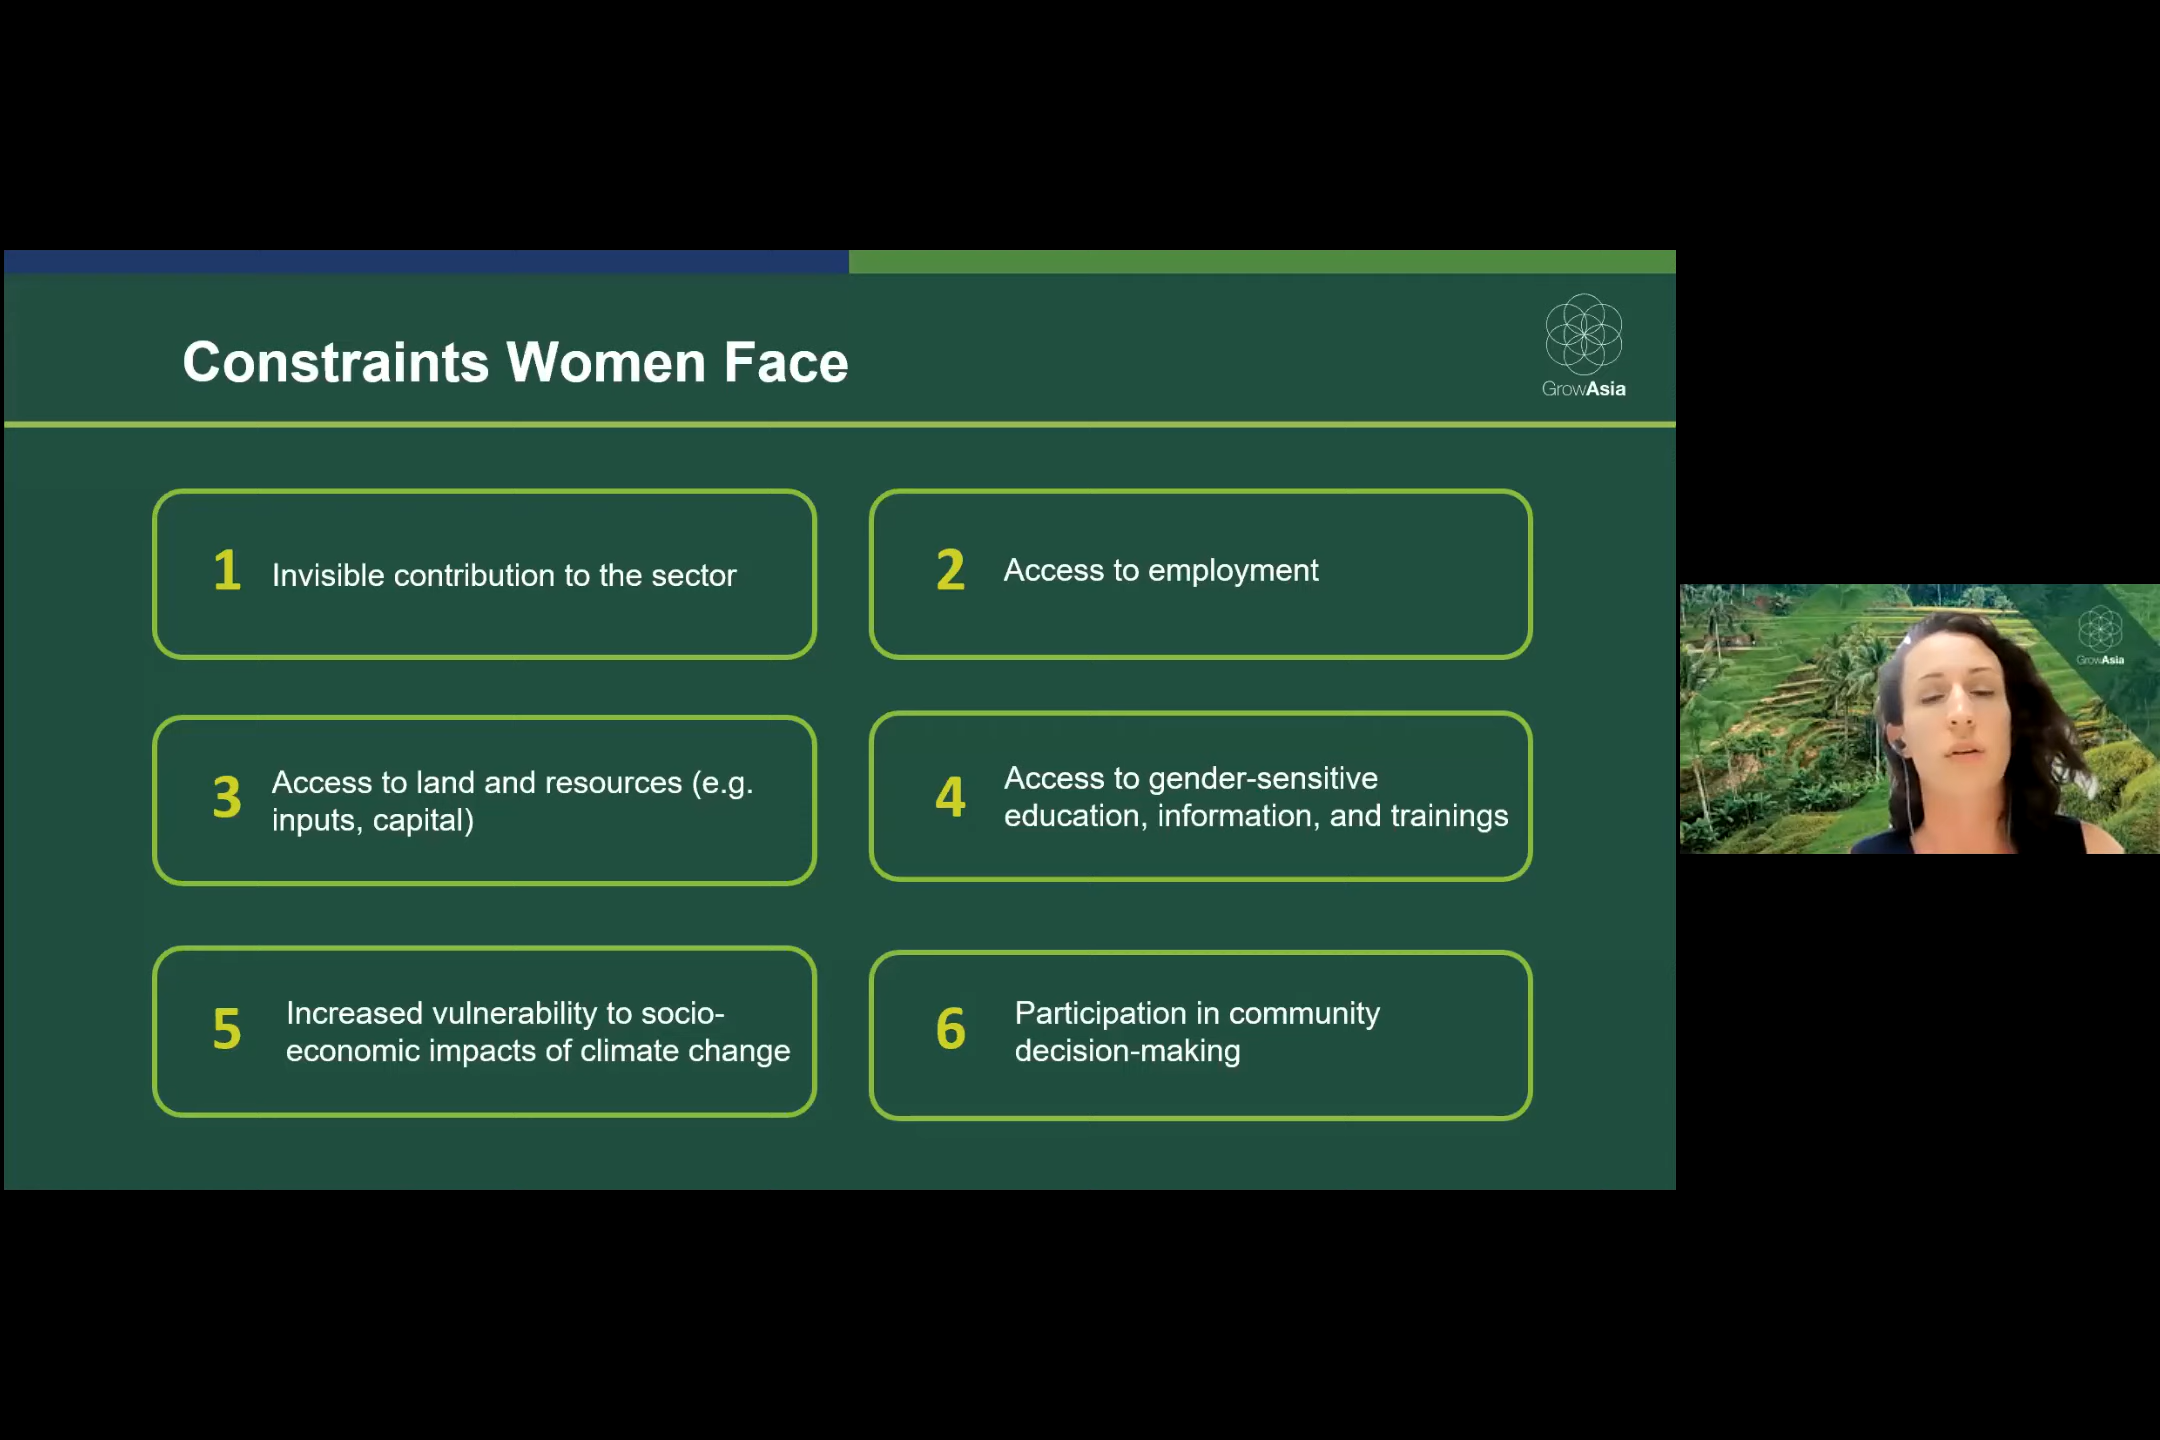 Constraints Women Face
GrowAsia
1
Invisible contribution to the sector
2
Access to employment
3
Access to land and resources (e.g.
inputs, capital)
4
Access to gender-sensitive
education, information, and trainings
5
Increased vulnerability to socio-
economic impacts of climate change
6
Participation in community
decision-making
GrowAsia